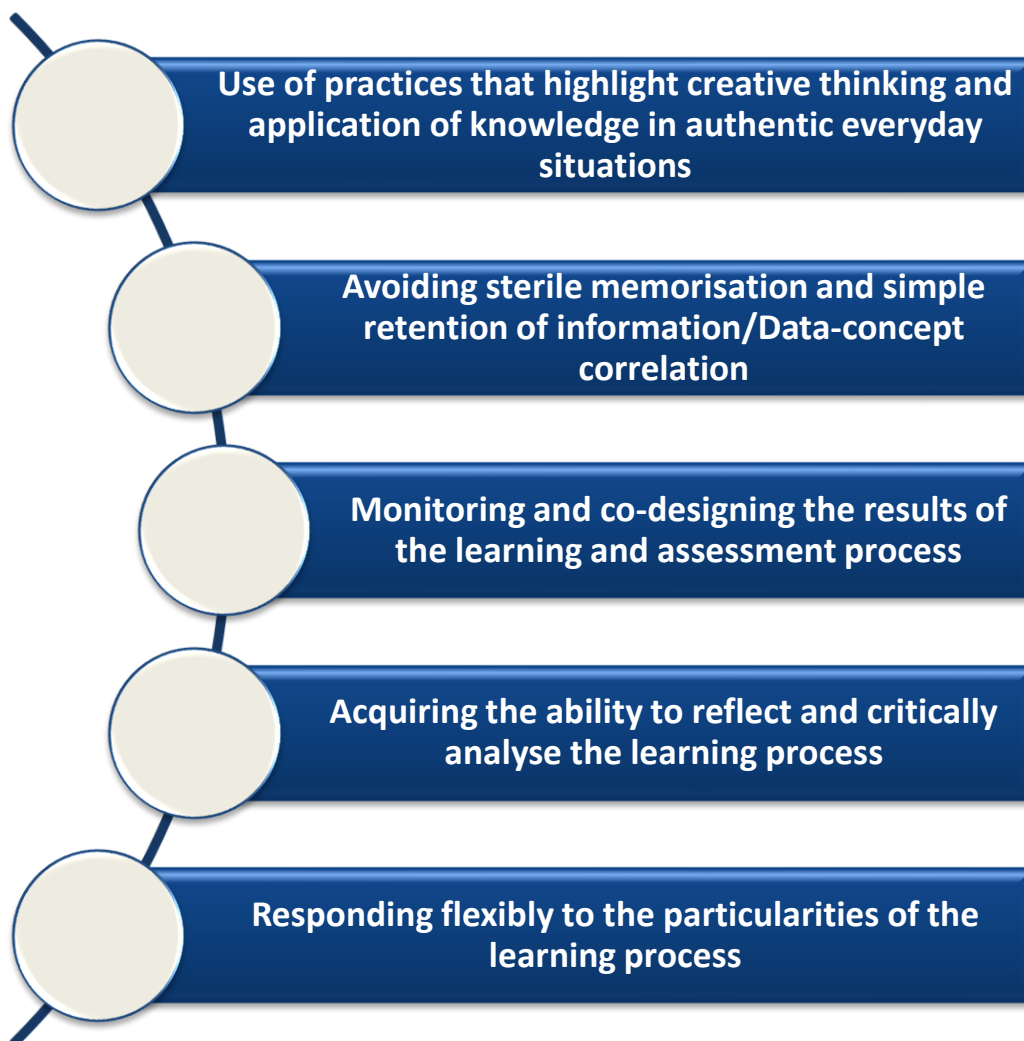 Use of practices that highlight creative thinking and
application of knowledge in authentic everyday
situations
Avoiding sterile memorisation and simple
retention of information/Data-concept
correlation
Monitoring and co-designing the results of
the learning and assessment process
Acquiring the ability to reflect and critically
analyse the learning process
Responding flexibly to the particularities of the
learning process